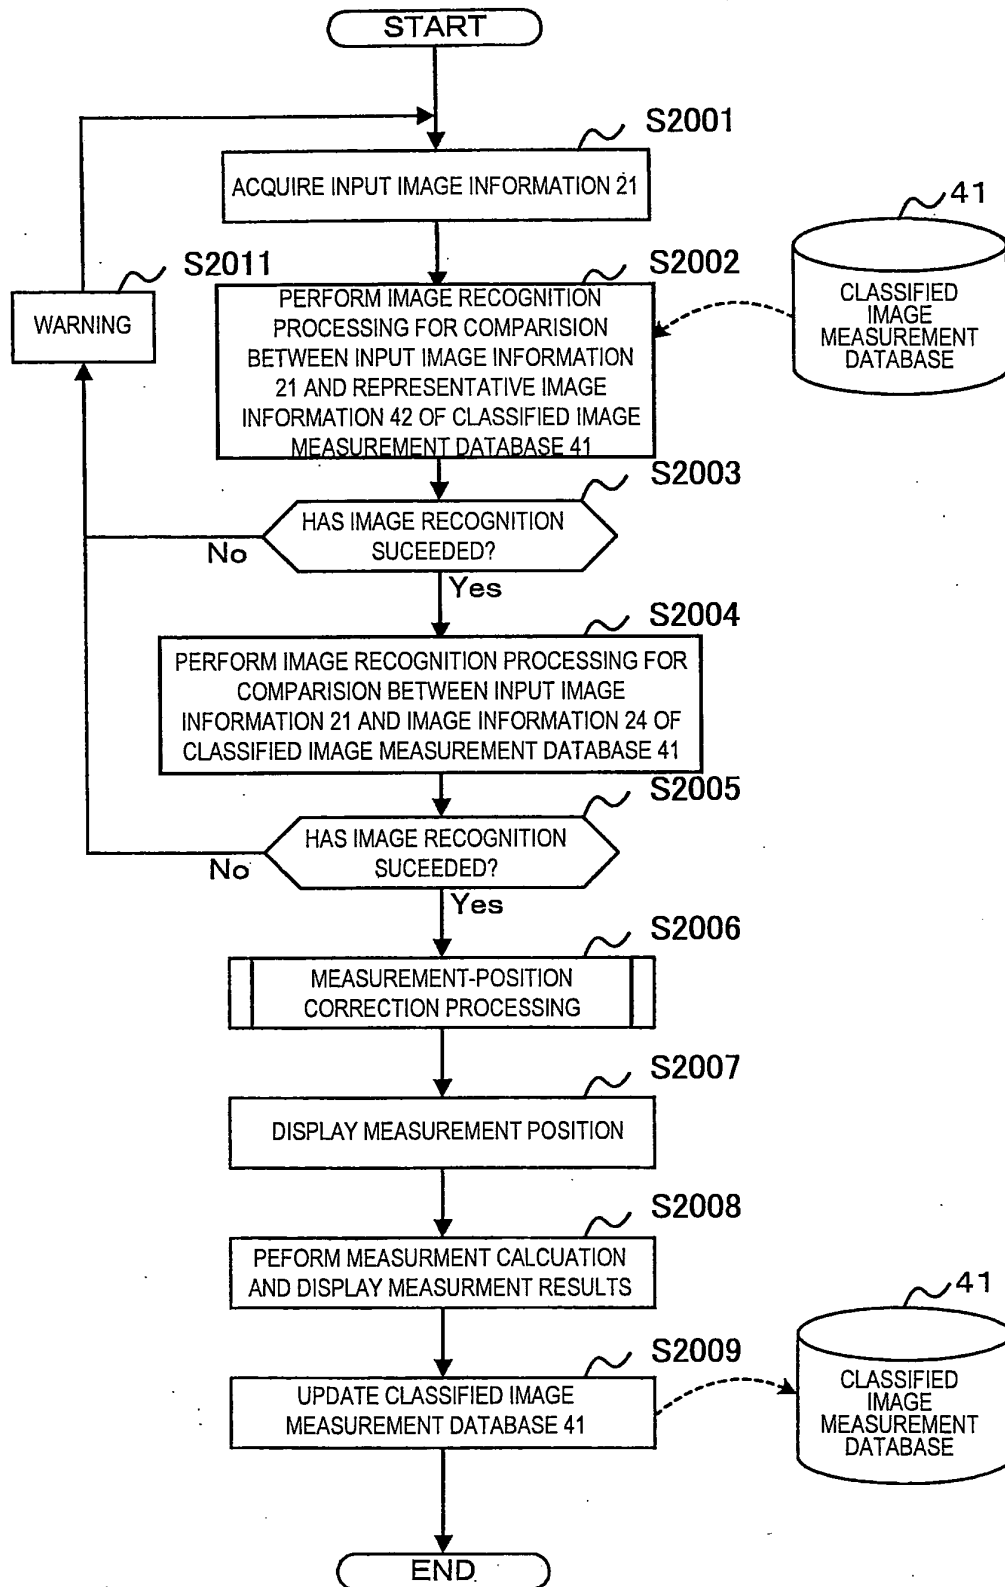 START
S2001
ACQUIRE INPUT IMAGE INFORMATION 21
41
CLASSIFIED
IMAGE
MEASUREMENT
DATABASE
S2011
WARNING
S2002
PERFORM IMAGE RECOGNITION
PROCESSING FOR COMPARISION
BETWEEN INPUT IMAGE INFORMATION
21 AND REPRESENTATIVE IMAGE
INFORMATION 42 OF CLASSIFIED IMAGE
MEASUREMENT DATABASE 41
S2003
HAS IMAGE RECOGNITION
SUCEEDED?
No
Yes
S2004
PERFORM IMAGE RECOGNITION PROCESSING FOR
COMPARISION BETWEEN INPUT IMAGE
INFORMATION 21 AND IMAGE INFORMATION 24 OF
CLASSIFIED IMAGE MEASUREMENT DATABASE 41
S2005
HAS IMAGE RECOGNITION
SUCEEDED?
No
Yes
S2006
MEASUREMENT-POSITION
CORRECTION PROCESSING
S2007
DISPLAY MEASUREMENT POSITION
S2008
PEFORM MEASURMENT CALCUATION
AND DISPLAY MEASURMENT RESULTS
S2009
UPDATE CLASSIFIED IMAGE
MEASUREMENT DATABASE 41
41
CLASSIFIED
IMAGE
MEASUREMENT
DATABASE
END